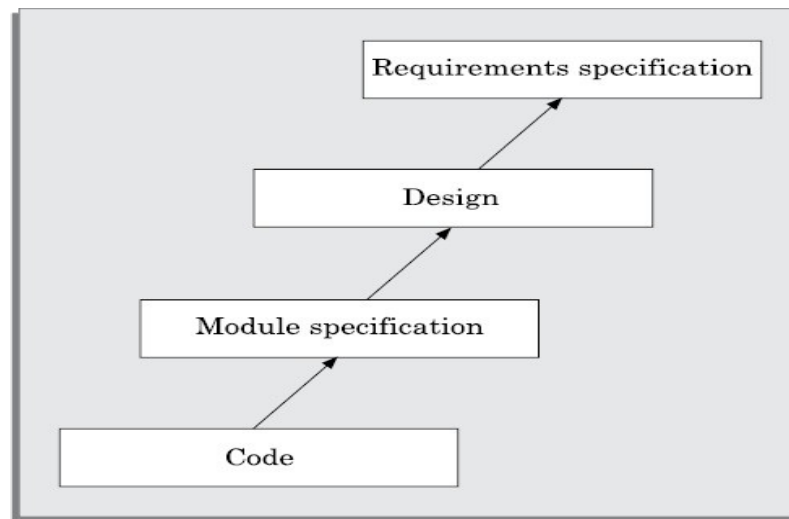 Requirements specification
Design
Module specification
Code